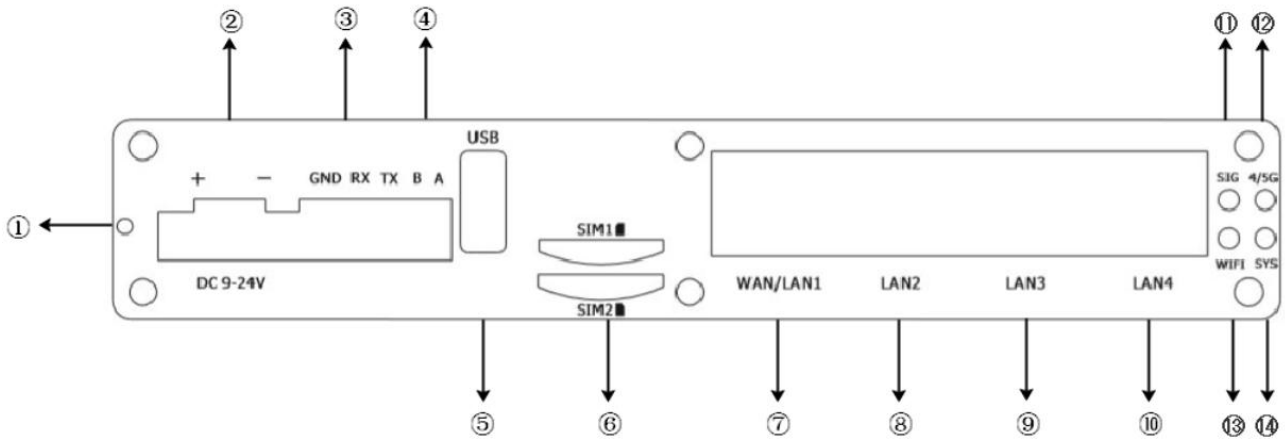 ② ③ ④ ⑪ ⑫
USB
+ − GND RX TX B A
SIG 4/5G
①
SIM1
WIFI SYS
DC 9-24V
WAN/LAN1 LAN2 LAN3 LAN4
SIM2
⑤ ⑥ ⑦ ⑧ ⑨ ⑩ ⑬ ⑭